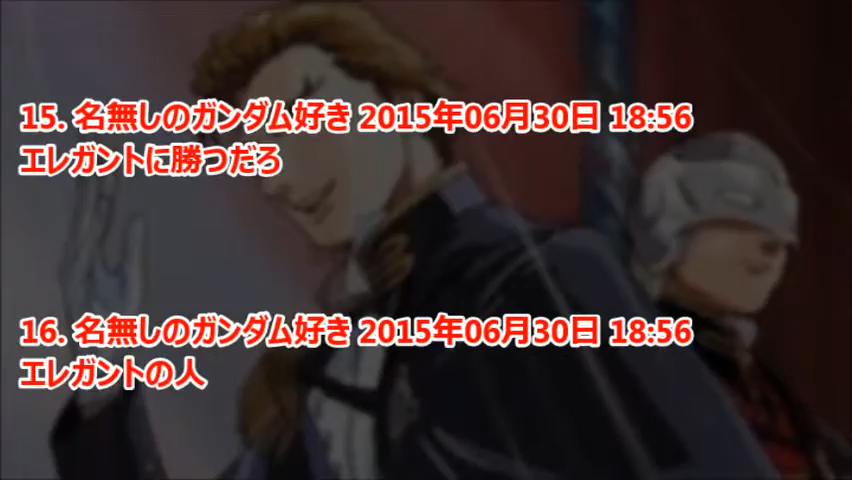 15. 名無しのガンダム好き 2015年06月30日 18:56
エレガントに勝つだろ
16. 名無しのガンダム好き 2015年06月30日 18:56
エレガントの人